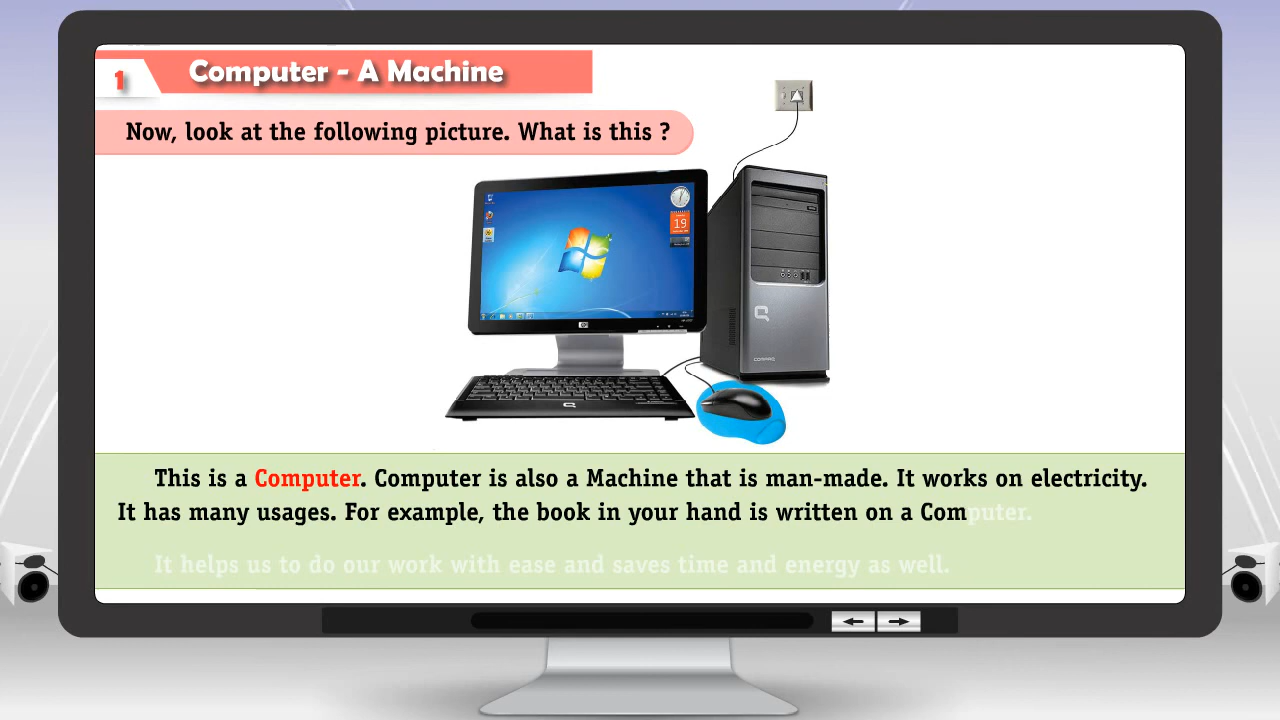 1
Computer - A Machine
Now, look at the following picture. What is this ?
19
hp
COMPAQ
This is a Computer. Computer is also a Machine that is man-made. It works on electricity.
It has many usages. For example, the book in your hand is written on a Computer.
It helps us to do our work with ease and saves time and energy as well.